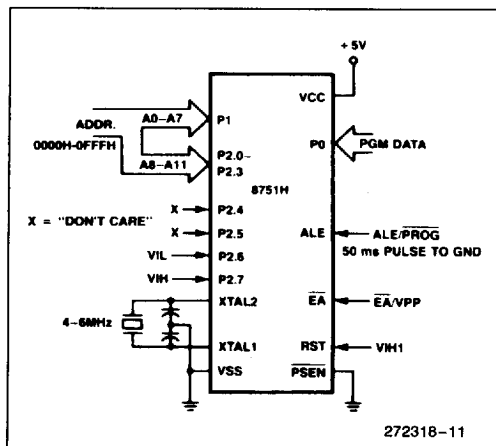 + 5V
VCC
A0–A7
P1
ADDR.
0000H-0FFFH
P0
PGM DATA
P2.0–
A8–A11
P2.3
8751H
X
P2.4
X = "DON'T CARE"
X
P2.5
ALE
ALE/PROG
50 ms PULSE TO GND
VIL
P2.6
VIH
P2.7
XTAL2
EA
EA/VPP
4–6MHz
XTAL1
RST
VIH1
VSS
PSEN
272318–11